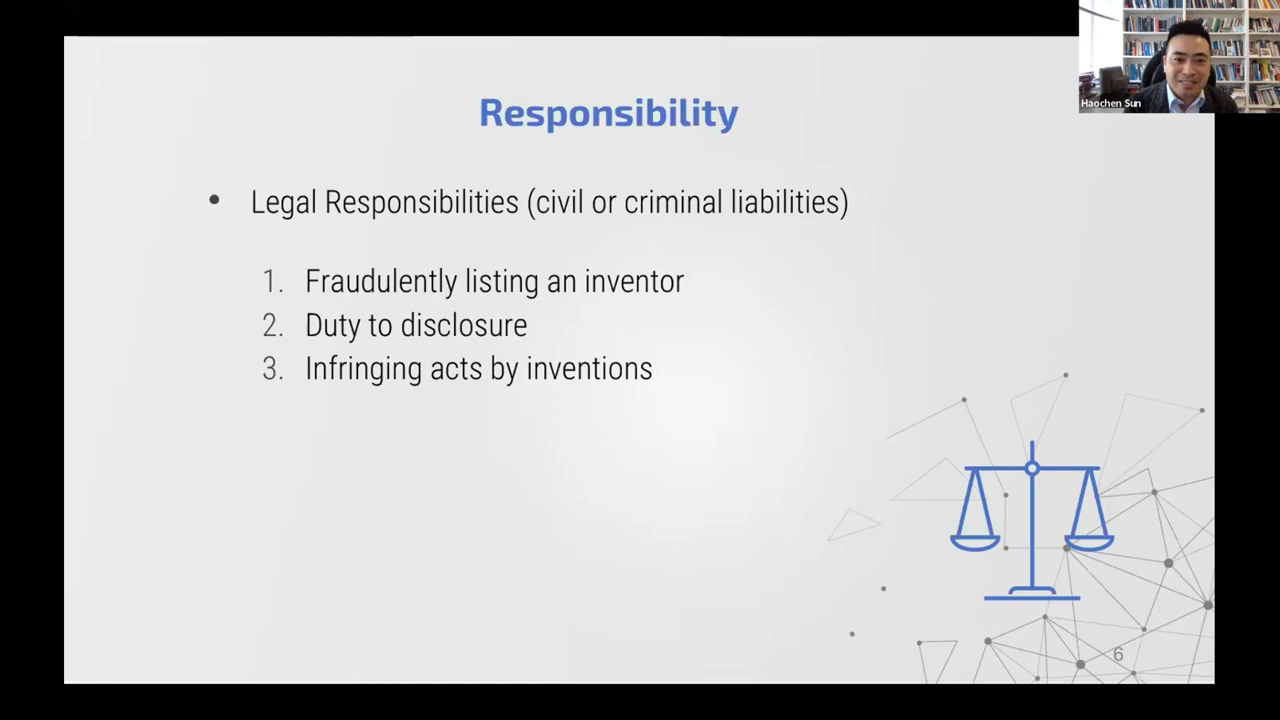 Haochen Sun
Responsibility
• Legal Responsibilities (civil or criminal liabilities)
1. Fraudulently listing an inventor
2. Duty to disclosure
3. Infringing acts by inventions
6